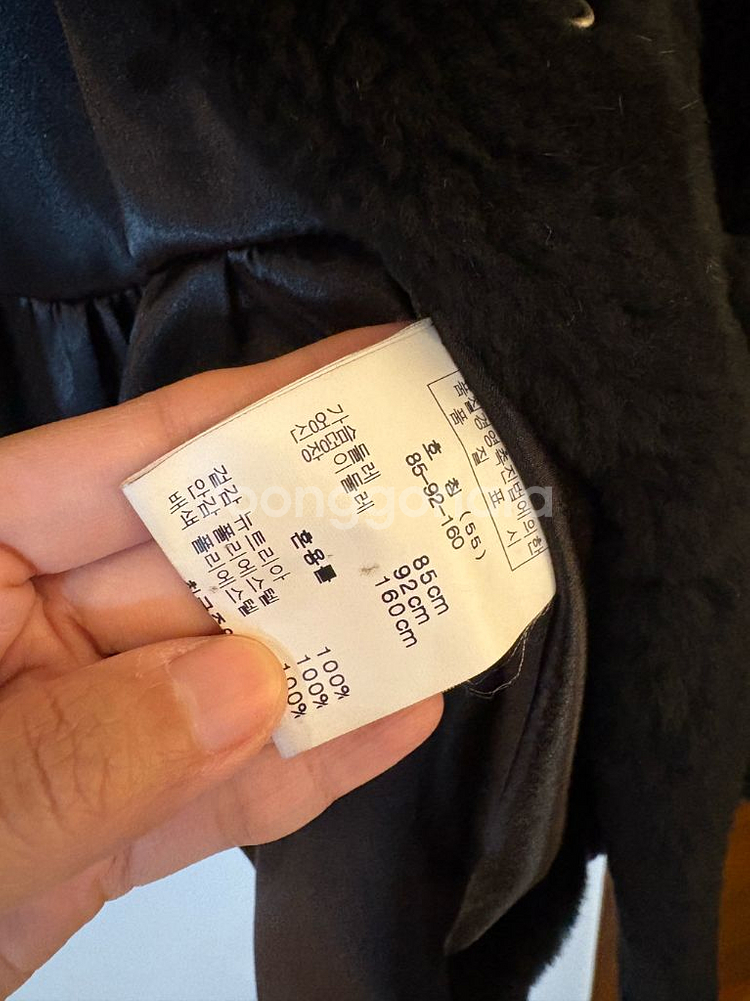 품질경영촉진법에의한
품 질 표 시
호 칭 (55)
85-92-160
가슴둘레 85cm
엉덩이둘레 92cm
신 장 160cm
혼용률
겉감 뉴트리아 100%
안감 폴리에스텔 100%
배색 폴리에스텔 100%